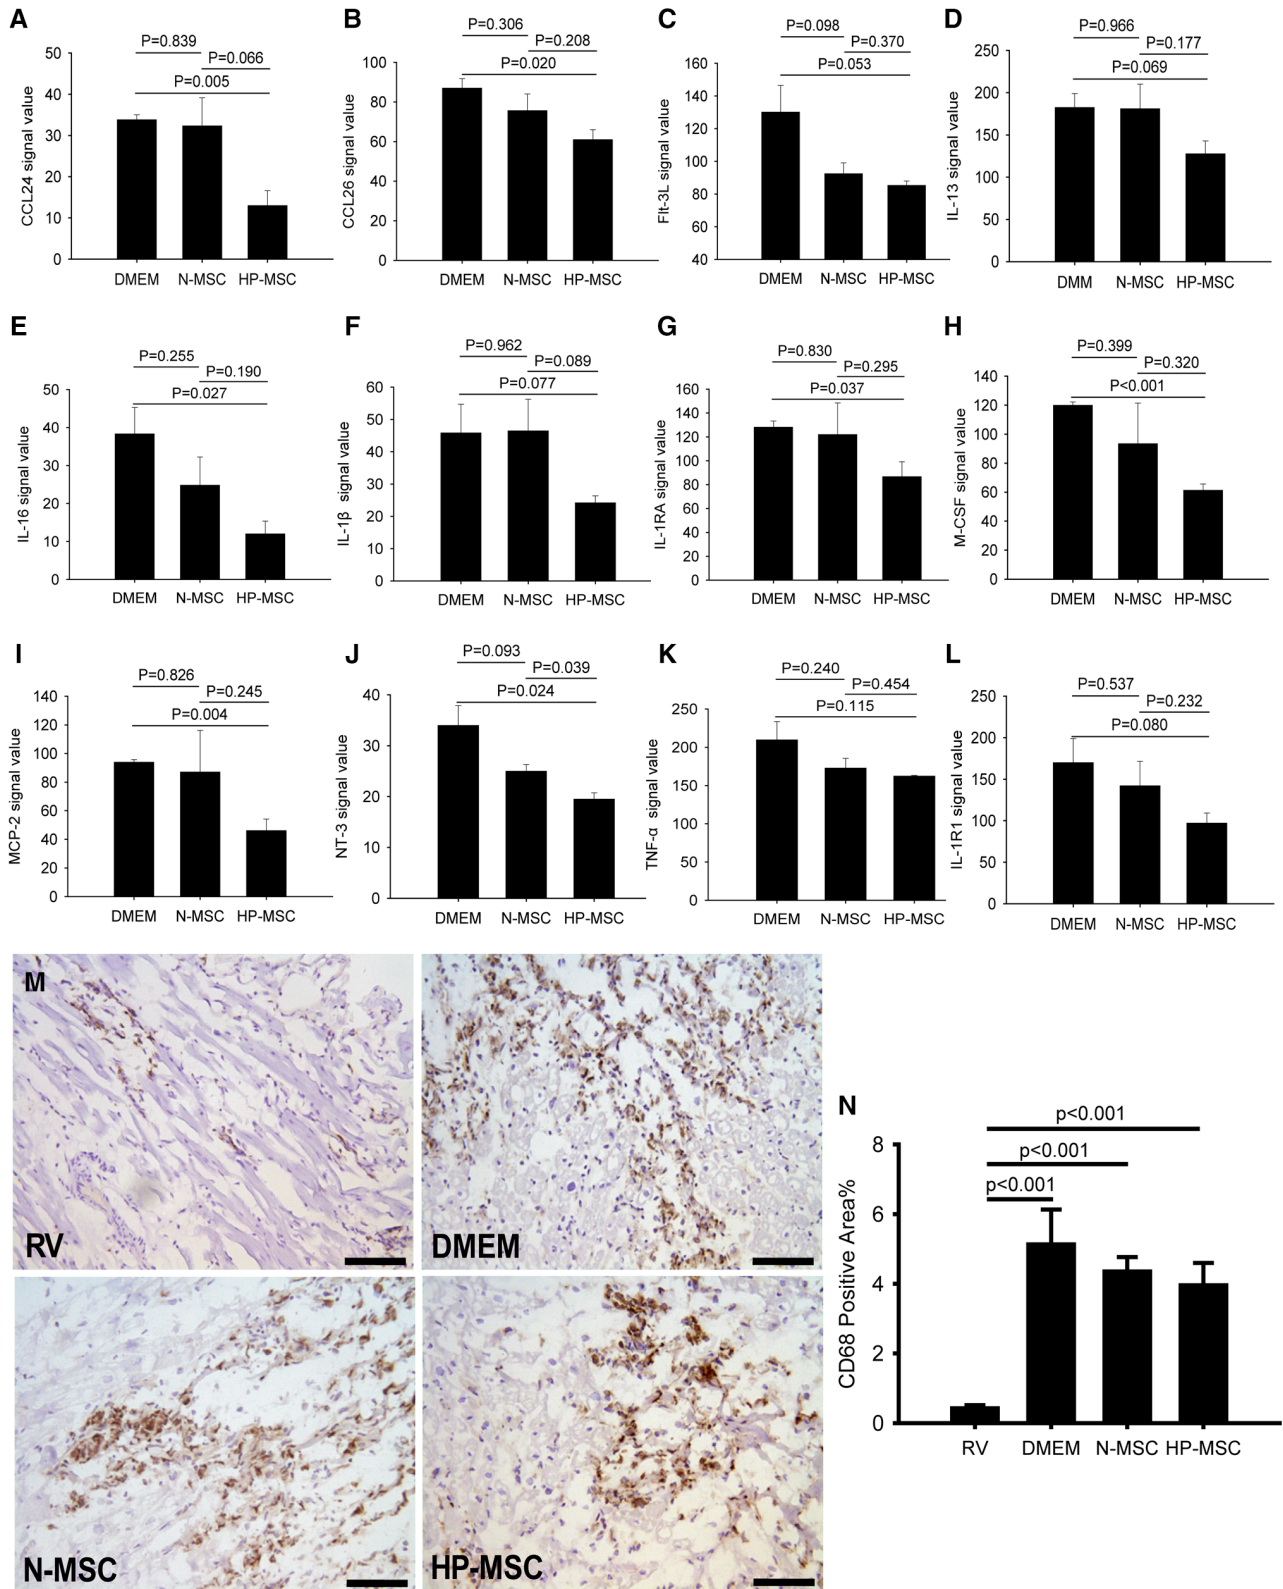 A
P=0.839
P=0.066
P=0.005
50
40
30
20
10
0
CCL24 signal value
DMEM N-MSC HP-MSC
B
P=0.306
P=0.208
P=0.020
100
80
60
40
20
0
CCL26 signal value
DMEM N-MSC HP-MSC
C
P=0.098
P=0.370
P=0.053
160
140
120
100
80
60
40
Flt-3L signal value
DMEM N-MSC HP-MSC
D
P=0.966
P=0.177
P=0.069
250
200
150
100
50
0
IL-13 signal value
DMM N-MSC HP-MSC
E
P=0.255
P=0.190
P=0.027
50
40
30
20
10
0
IL-16 signal value
DMEM N-MSC HP-MSC
F
P=0.962
P=0.089
P=0.077
60
50
40
30
20
10
0
IL-1β signal value
DMEM N-MSC HP-MSC
G
P=0.830
P=0.295
P=0.037
160
140
120
100
80
60
40
20
0
IL-1RA signal value
DMEM N-MSC HP-MSC
H
P=0.399
P=0.320
P<0.001
140
120
100
80
60
40
20
0
M-CSF signal value
DMEM N-MSC HP-MSC
I
P=0.826
P=0.245
P=0.004
140
120
100
80
60
40
20
0
MCP-2 signal value
DMEM N-MSC HP-MSC
J
P=0.093
P=0.039
P=0.024
40
30
20
10
0
NT-3 signal value
DMEM N-MSC HP-MSC
K
P=0.240
P=0.454
P=0.115
250
200
150
100
50
0
TNF-α signal value
DMEM N-MSC HP-MSC
L
P=0.537
P=0.232
P=0.080
250
200
150
100
50
0
IL-1R1 signal value
DMEM N-MSC HP-MSC
M
RV
DMEM
N-MSC
HP-MSC
N
p<0.001
p<0.001
p<0.001
8
6
4
2
0
CD68 Positive Area%
RV DMEM N-MSC HP-MSC